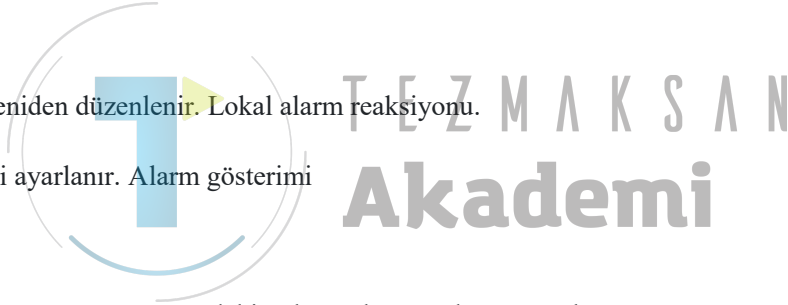 TEZMAKSAN
eniden düzenlenir. Lokal alarm reaksiyonu.
i ayarlanır. Alarm gösterimi
Akademi